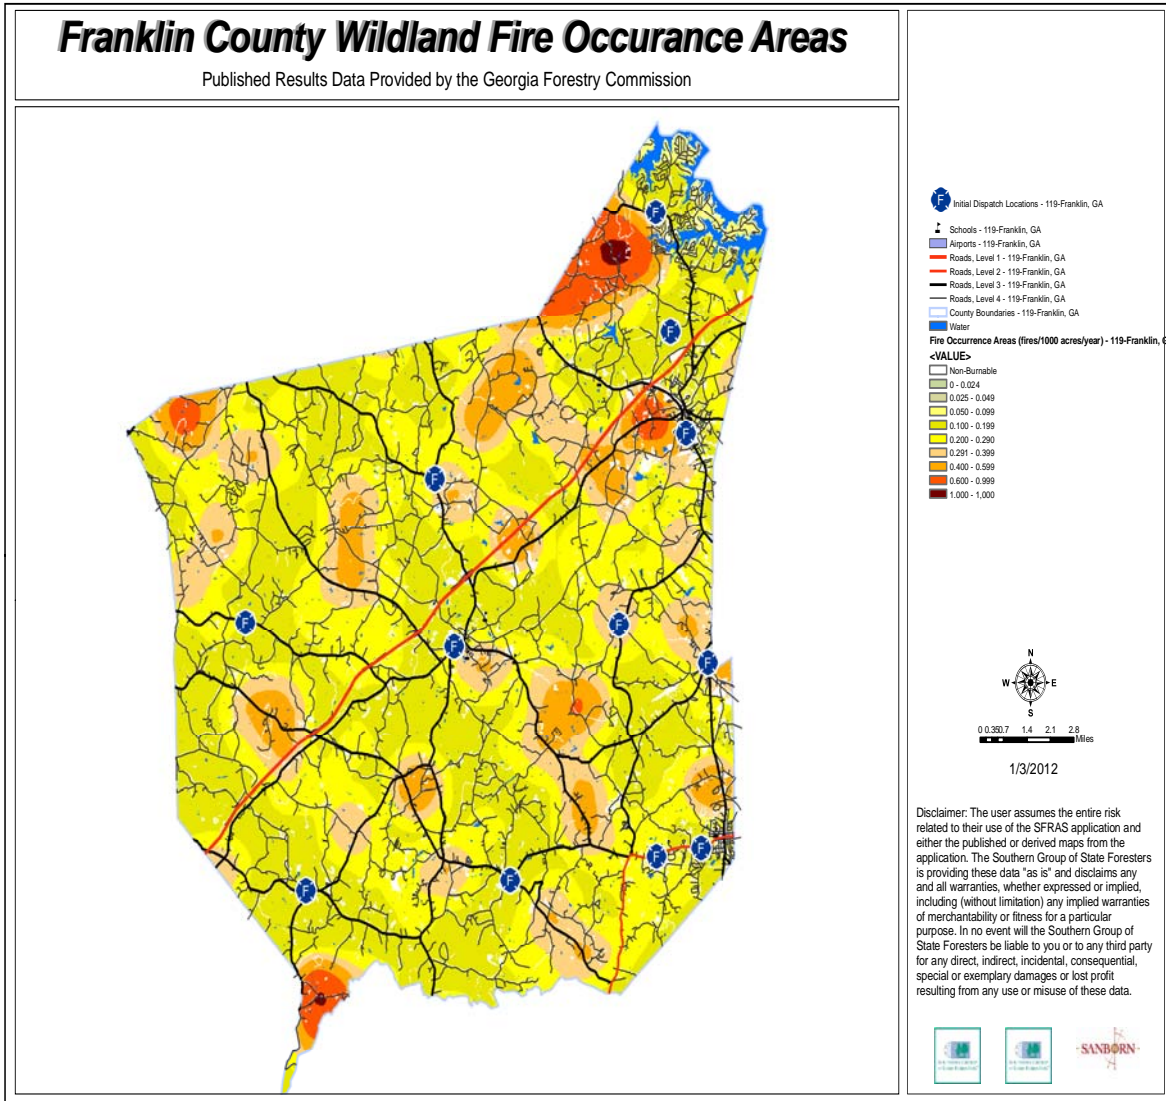 Franklin County Wildland Fire Occurance Areas
Published Results Data Provided by the Georgia Forestry Commission
F
F
F
F
F
F
F
F
F
F
F
F
F Initial Dispatch Locations - 119-Franklin, GA
Schools - 119-Franklin, GA
Airports - 119-Franklin, GA
Roads, Level 1 - 119-Franklin, GA
Roads, Level 2 - 119-Franklin, GA
Roads, Level 3 - 119-Franklin, GA
Roads, Level 4 - 119-Franklin, GA
County Boundaries - 119-Franklin, GA
Water
Fire Occurrence Areas (fires/1000 acres/year) - 119-Franklin, G
<VALUE>
Non-Burnable
0 - 0.024
0.025 - 0.049
0.050 - 0.099
0.100 - 0.199
0.200 - 0.290
0.291 - 0.399
0.400 - 0.599
0.600 - 0.999
1.000 - 1,000
N
W E
S
0 0.350.7 1.4 2.1 2.8
Miles
1/3/2012
Disclaimer: The user assumes the entire risk
related to their use of the SFRAS application and
either the published or derived maps from the
application. The Southern Group of State Foresters
is providing these data "as is" and disclaims any
and all warranties, whether expressed or implied,
including (without limitation) any implied warranties
of merchantability or fitness for a particular
purpose. In no event will the Southern Group of
State Foresters be liable to you or to any third party
for any direct, indirect, incidental, consequential,
special or exemplary damages or lost profit
resulting from any use or misuse of these data.
SANBORN